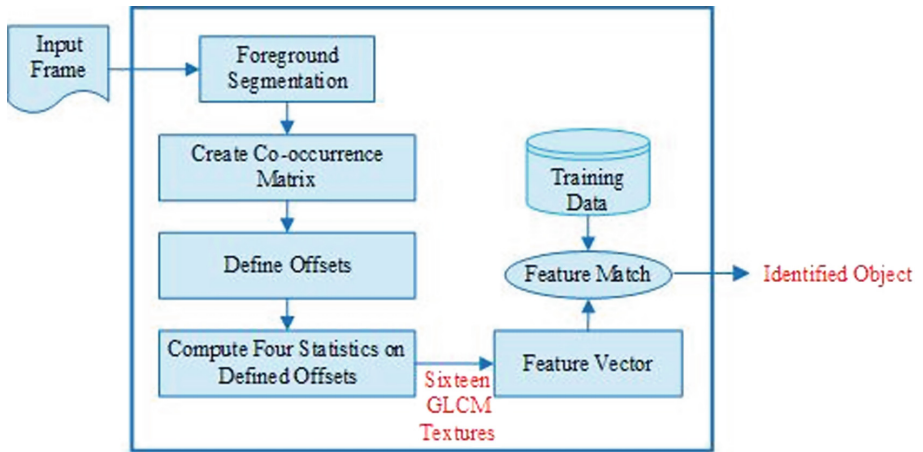 Input
Frame
Foreground
Segmentation
Create Co-occurrence
Matrix
Define Offsets
Compute Four Statistics on
Defined Offsets
Sixteen
GLCM
Textures
Feature Vector
Training
Data
Feature Match
Identified Object